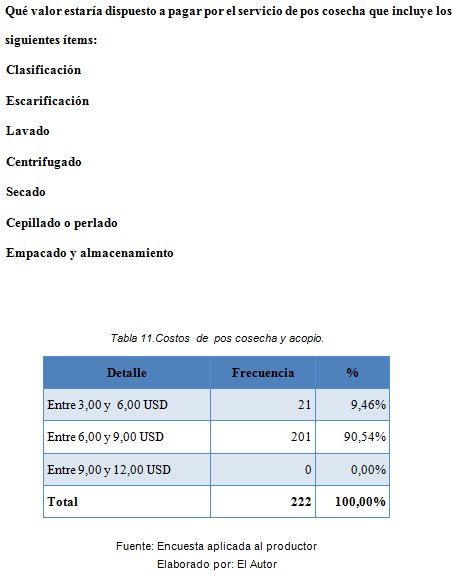 Qué valor estaría dispuesto a pagar por el servicio de pos cosecha que incluye los
siguientes ítems:
Clasificación
Escarificación
Lavado
Centrifugado
Secado
Cepillado o perlado
Empacado y almacenamiento
Tabla 11.Costos de pos cosecha y acopio.
Detalle Frecuencia %
Entre 3,00 y 6,00 USD 21 9,46%
Entre 6,00 y 9,00 USD 201 90,54%
Entre 9,00 y 12,00 USD 0 0,00%
Total 222 100,00%
Fuente: Encuesta aplicada al productor
Elaborado por: El Autor